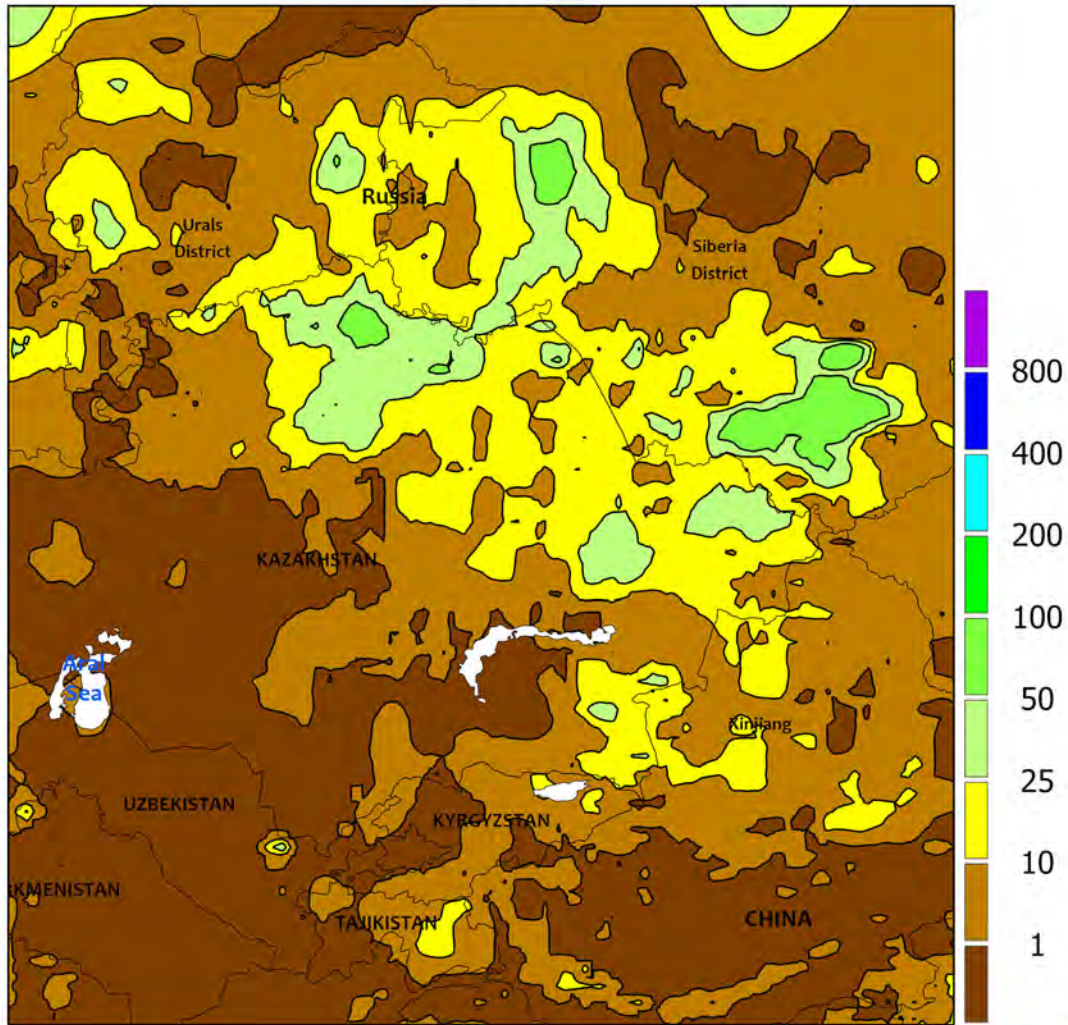 Russia
Urals
District
Siberia
District
800
400
KAZAKHSTAN
200
100
Aral
Sea
50
Xinjiang
25
UZBEKISTAN
KYRGYZSTAN
10
KMENISTAN
TAJIKISTAN
CHINA
1